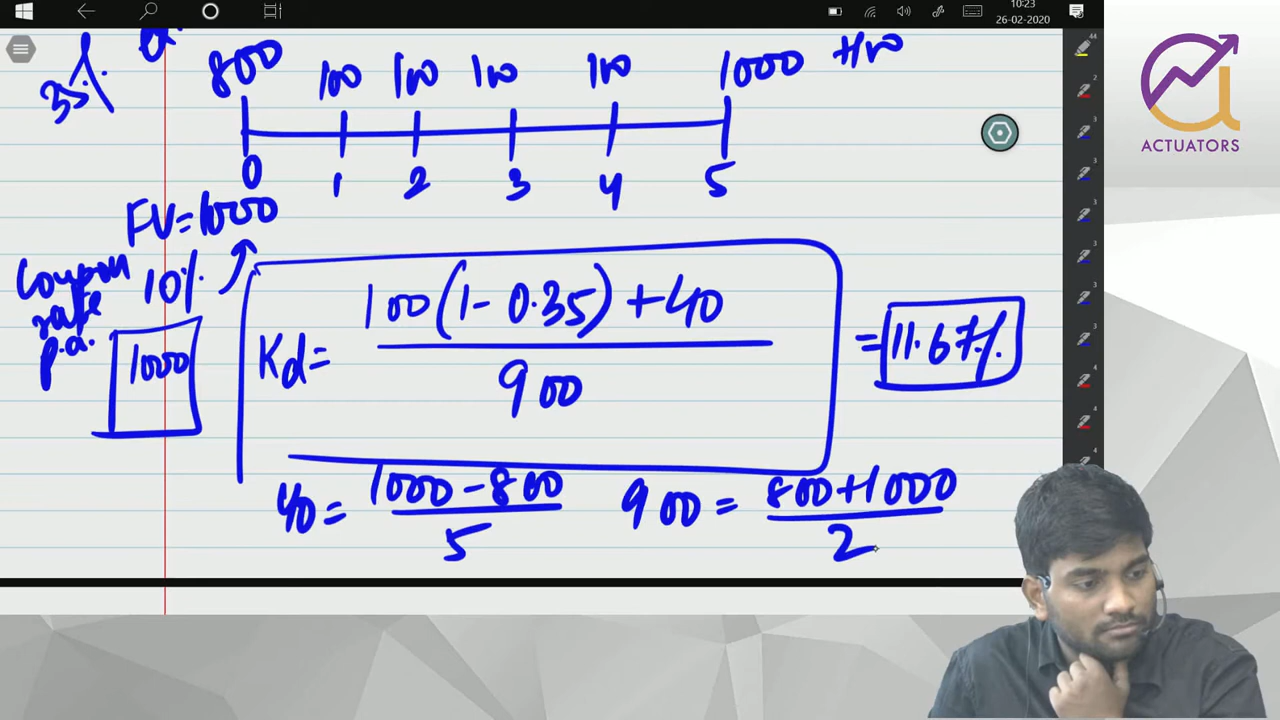 10:23
26-02-2020
ACTUATORS
35%
800 100 100 100 100 1000 +100
0 1 2 3 4 5
FV=1000
Coupon rate p.a. 10%
1000
Kd= 100(1-0.35)+40
900
= 11.67%
40= 1000-800
5
900= 800+1000
2